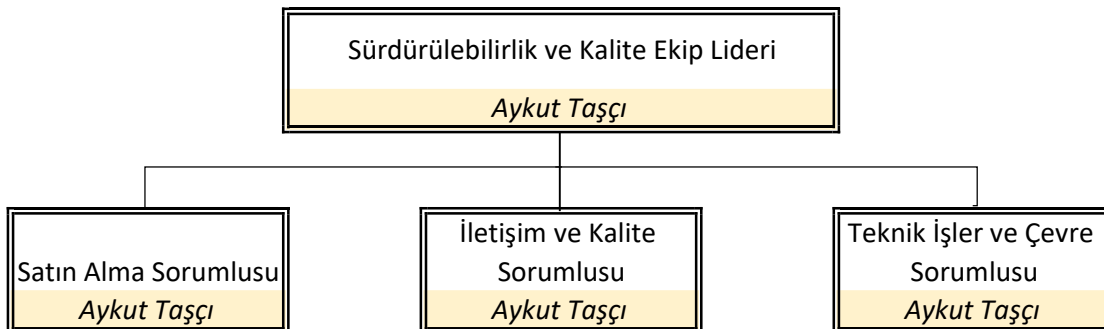 Sürdürülebilirlik ve Kalite Ekip Lideri
Aykut Taşçı
Satın Alma Sorumlusu
Aykut Taşçı
İletişim ve Kalite
Sorumlusu
Aykut Taşçı
Teknik İşler ve Çevre
Sorumlusu
Aykut Taşçı